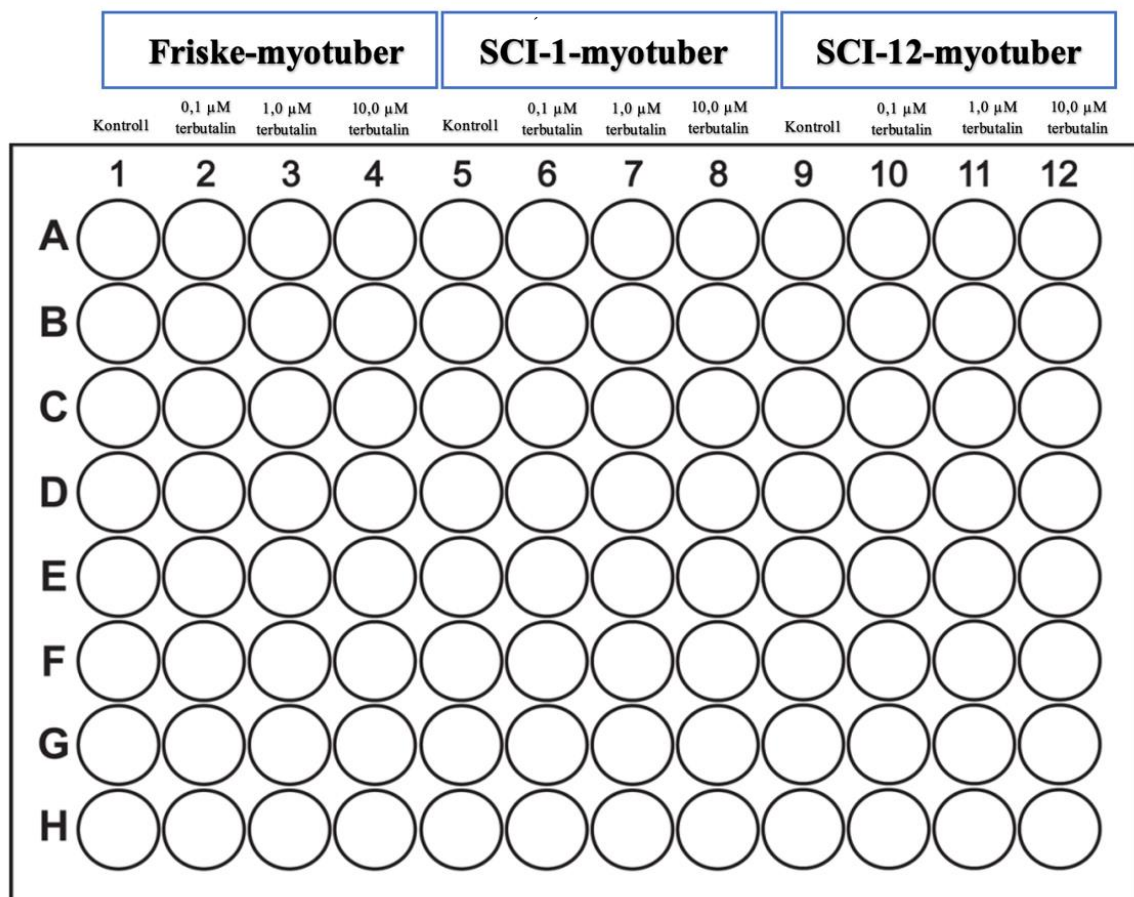 Friske-myotuber SCI-1-myotuber SCI-12-myotuber
Kontroll 0,1 µM terbutalin 1,0 µM terbutalin 10,0 µM terbutalin Kontroll 0,1 µM terbutalin 1,0 µM terbutalin 10,0 µM terbutalin Kontroll 0,1 µM terbutalin 1,0 µM terbutalin 10,0 µM terbutalin
1 2 3 4 5 6 7 8 9 10 11 12
A
B
C
D
E
F
G
H